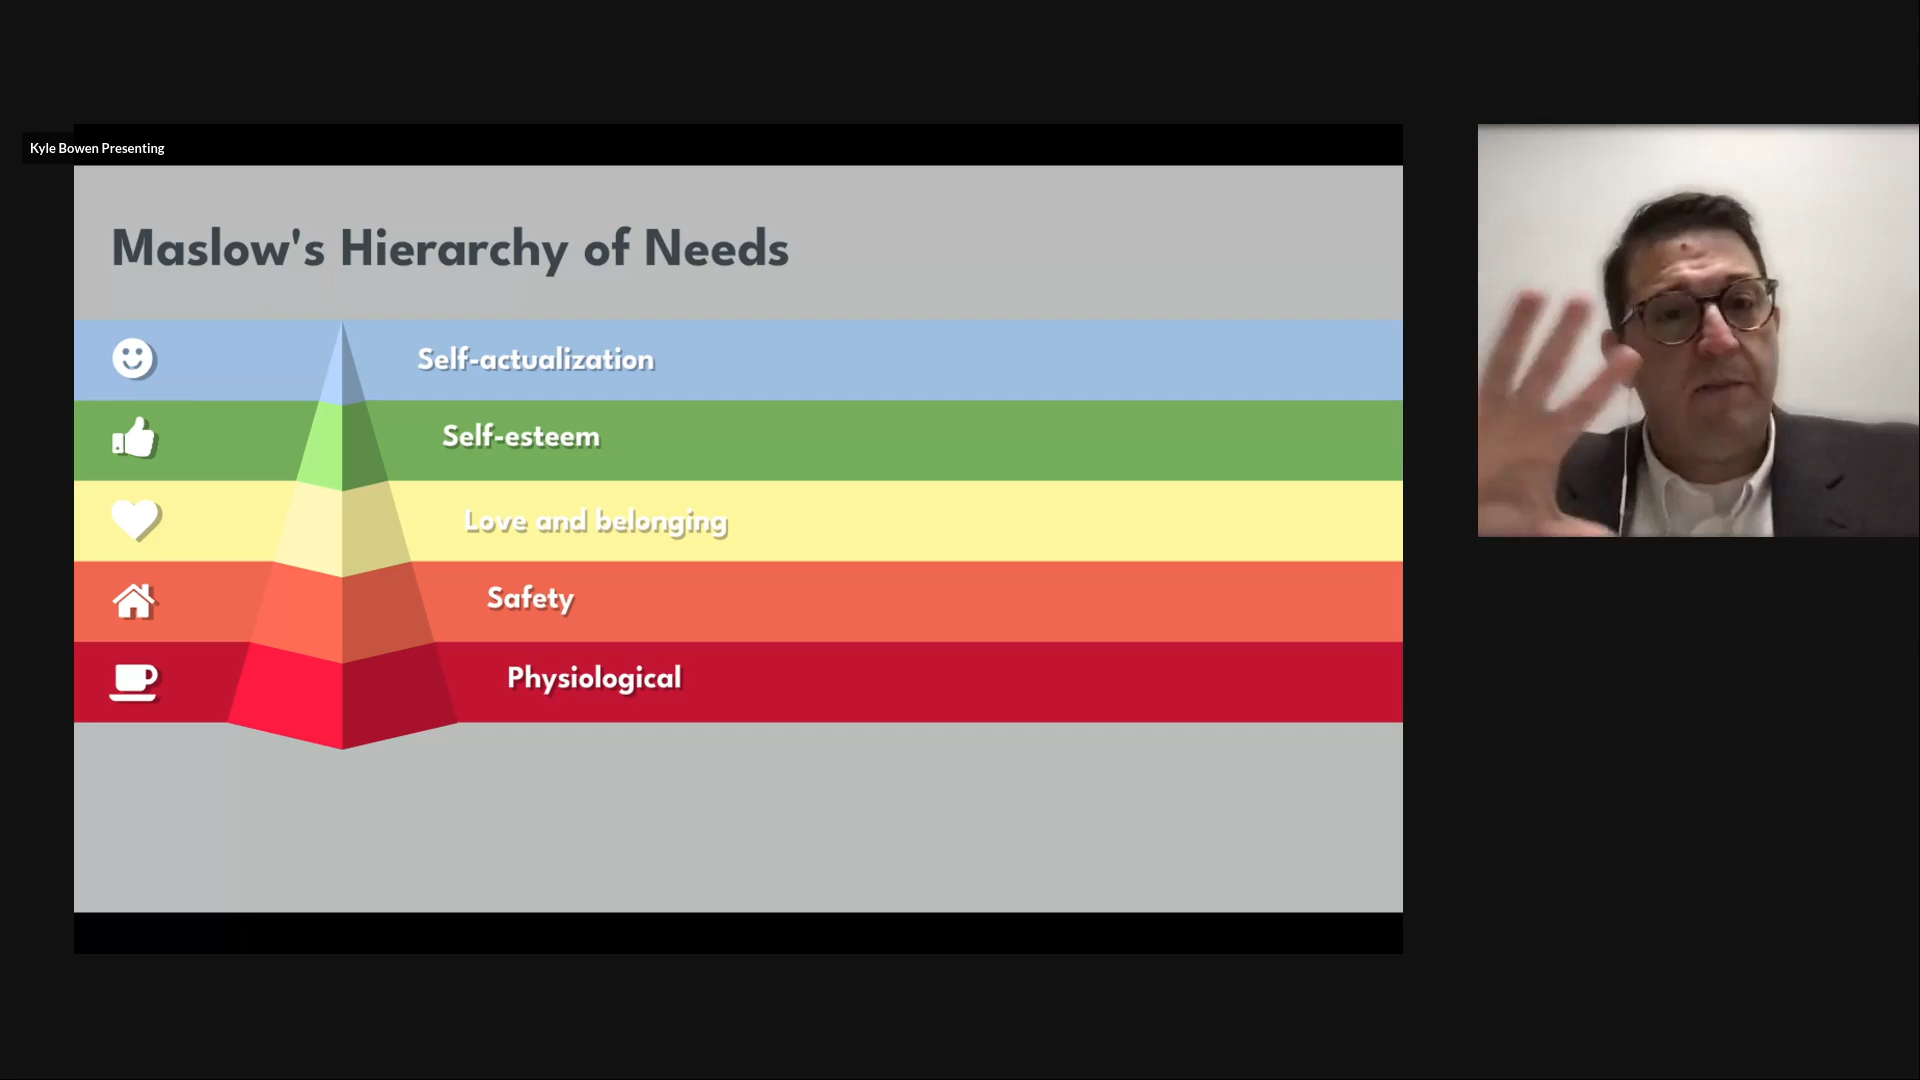 Kyle Bowen Presenting
Maslow's Hierarchy of Needs
Self-actualization
Self-esteem
Love and belonging
Safety
Physiological